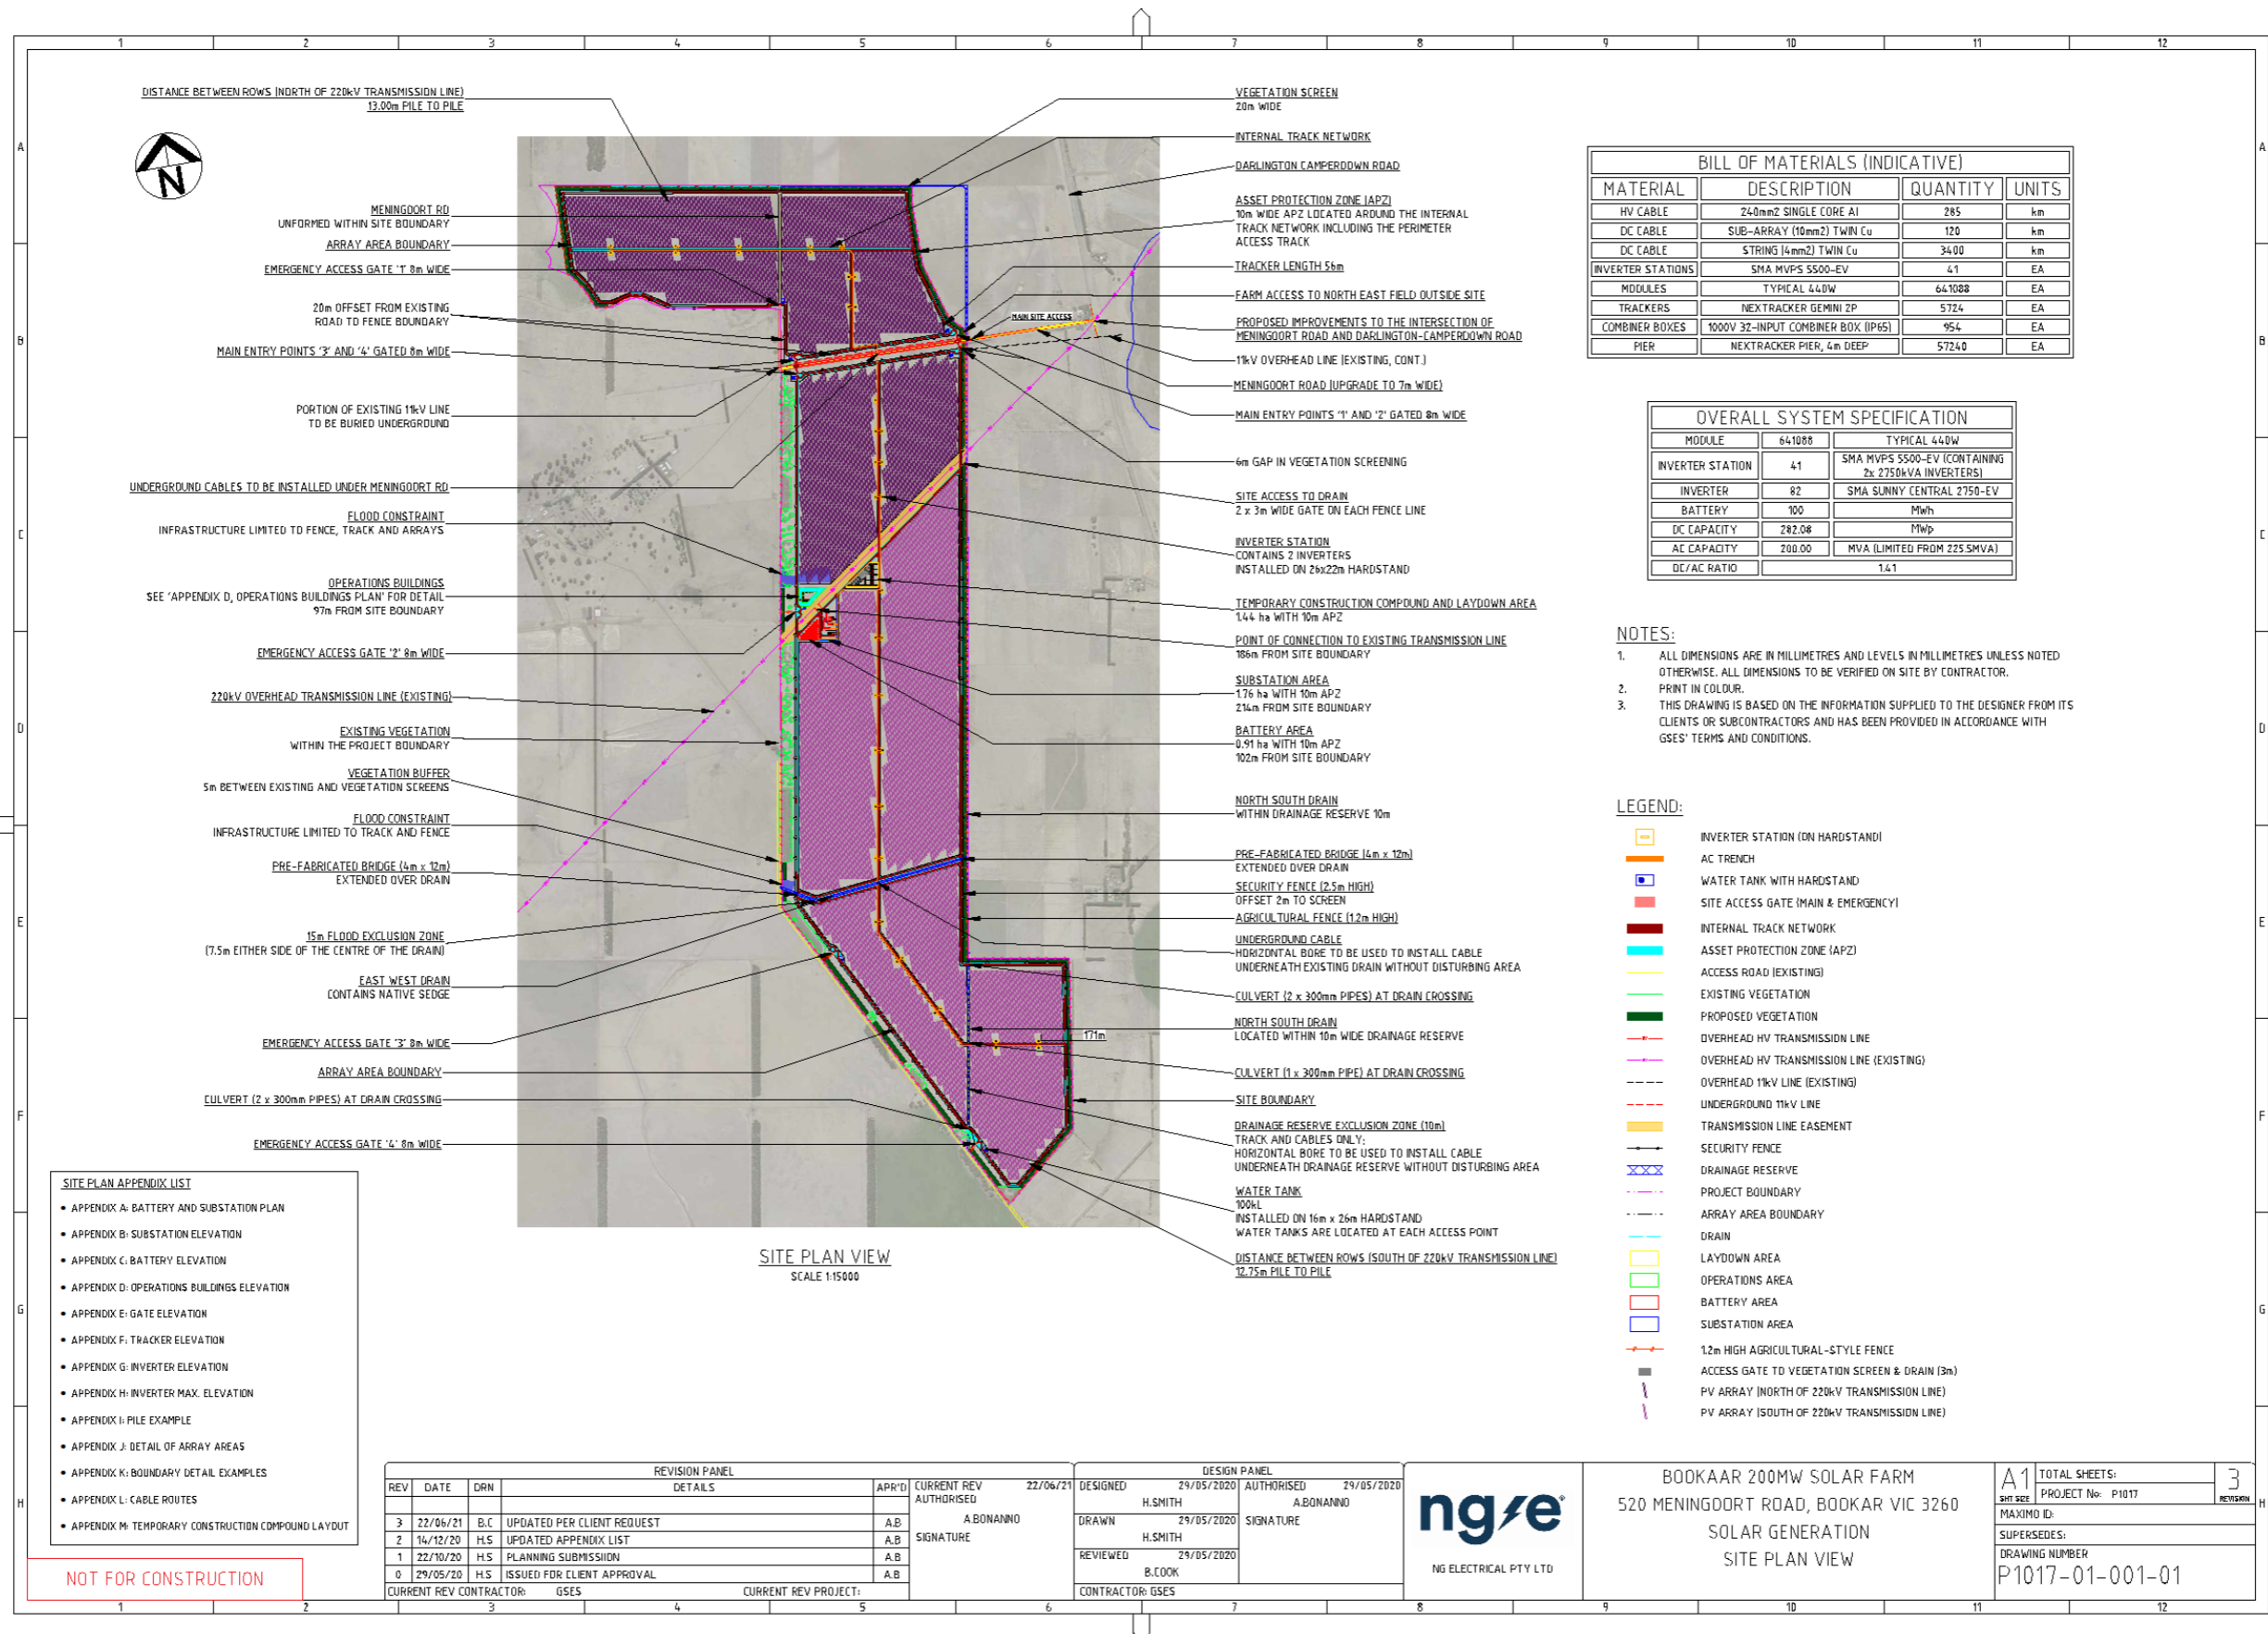 DISTANCE BETWEEN ROWS (NORTH OF 220kV TRANSMISSION LINE)
13.00m PILE TO PILE
N
MENINGOORT RD
UNFORMED WITHIN SITE BOUNDARY
ARRAY AREA BOUNDARY
EMERGENCY ACCESS GATE '1' 8m WIDE
20m OFFSET FROM EXISTING
ROAD TO FENCE BOUNDARY
MAIN ENTRY POINTS '3' AND '4' GATED 8m WIDE
PORTION OF EXISTING 11kV LINE
TO BE BURIED UNDERGROUND
UNDERGROUND CABLES TO BE INSTALLED UNDER MENINGOORT RD
FLOOD CONSTRAINT
INFRASTRUCTURE LIMITED TO FENCE, TRACK AND ARRAYS
OPERATIONS BUILDINGS
SEE 'APPENDIX D, OPERATIONS BUILDINGS PLAN' FOR DETAIL
97m FROM SITE BOUNDARY
EMERGENCY ACCESS GATE '2' 8m WIDE
220kV OVERHEAD TRANSMISSION LINE (EXISTING)
EXISTING VEGETATION
WITHIN THE PROJECT BOUNDARY
VEGETATION BUFFER
5m BETWEEN EXISTING AND VEGETATION SCREENS
FLOOD CONSTRAINT
INFRASTRUCTURE LIMITED TO TRACK AND FENCE
PRE-FABRICATED BRIDGE (4m x 12m)
EXTENDED OVER DRAIN
15m FLOOD EXCLUSION ZONE
(7.5m EITHER SIDE OF THE CENTRE OF THE DRAIN)
EAST WEST DRAIN
CONTAINS NATIVE SEDGE
EMERGENCY ACCESS GATE '3' 8m WIDE
ARRAY AREA BOUNDARY
CULVERT (2 x 300mm PIPES) AT DRAIN CROSSING
EMERGENCY ACCESS GATE '4' 8m WIDE
MAIN SITE ACCESS
171m
SITE PLAN VIEW
SCALE 1:15000
VEGETATION SCREEN
20m WIDE
INTERNAL TRACK NETWORK
DARLINGTON CAMPERDOWN ROAD
ASSET PROTECTION ZONE (APZ)
10m WIDE APZ LOCATED AROUND THE INTERNAL
TRACK NETWORK INCLUDING THE PERIMETER
ACCESS TRACK
TRACKER LENGTH 56m
FARM ACCESS TO NORTH EAST FIELD OUTSIDE SITE
PROPOSED IMPROVEMENTS TO THE INTERSECTION OF
MENINGOORT ROAD AND DARLINGTON-CAMPERDOWN ROAD
11kV OVERHEAD LINE (EXISTING, CONT.)
MENINGOORT ROAD (UPGRADE TO 7m WIDE)
MAIN ENTRY POINTS '1' AND '2' GATED 8m WIDE
6m GAP IN VEGETATION SCREENING
SITE ACCESS TO DRAIN
2 x 3m WIDE GATE ON EACH FENCE LINE
INVERTER STATION
CONTAINS 2 INVERTERS
INSTALLED ON 26x22m HARDSTAND
TEMPORARY CONSTRUCTION COMPOUND AND LAYDOWN AREA
1.44 ha WITH 10m APZ
POINT OF CONNECTION TO EXISTING TRANSMISSION LINE
186m FROM SITE BOUNDARY
SUBSTATION AREA
1.76 ha WITH 10m APZ
214m FROM SITE BOUNDARY
BATTERY AREA
0.91 ha WITH 10m APZ
102m FROM SITE BOUNDARY
NORTH SOUTH DRAIN
WITHIN DRAINAGE RESERVE 10m
PRE-FABRICATED BRIDGE (4m x 12m)
EXTENDED OVER DRAIN
SECURITY FENCE (2.5m HIGH)
OFFSET 2m TO SCREEN
AGRICULTURAL FENCE (1.2m HIGH)
UNDERGROUND CABLE
HORIZONTAL BORE TO BE USED TO INSTALL CABLE
UNDERNEATH EXISTING DRAIN WITHOUT DISTURBING AREA
CULVERT (2 x 300mm PIPES) AT DRAIN CROSSING
NORTH SOUTH DRAIN
LOCATED WITHIN 10m WIDE DRAINAGE RESERVE
CULVERT (1 x 300mm PIPE) AT DRAIN CROSSING
SITE BOUNDARY
DRAINAGE RESERVE EXCLUSION ZONE (10m)
TRACK AND CABLES ONLY;
HORIZONTAL BORE TO BE USED TO INSTALL CABLE
UNDERNEATH DRAINAGE RESERVE WITHOUT DISTURBING AREA
WATER TANK
100kL
INSTALLED ON 16m x 26m HARDSTAND
WATER TANKS ARE LOCATED AT EACH ACCESS POINT
DISTANCE BETWEEN ROWS (SOUTH OF 220kV TRANSMISSION LINE)
12.75m PILE TO PILE
BILL OF MATERIALS (INDICATIVE)
MATERIAL DESCRIPTION QUANTITY UNITS
HV CABLE 240mm2 SINGLE CORE Al 285 km
DC CABLE SUB-ARRAY (10mm2) TWIN Cu 120 km
DC CABLE STRING (4mm2) TWIN Cu 3400 km
INVERTER STATIONS SMA MVPS 5500-EV 41 EA
MODULES TYPICAL 440W 641088 EA
TRACKERS NEXTRACKER GEMINI 2P 5724 EA
COMBINER BOXES 1000V 32-INPUT COMBINER BOX (IP65) 954 EA
PIER NEXTRACKER PIER, 4m DEEP 57240 EA
OVERALL SYSTEM SPECIFICATION
MODULE 641088 TYPICAL 440W
INVERTER STATION 41 SMA MVPS 5500-EV (CONTAINING
2x 2750kVA INVERTERS)
INVERTER 82 SMA SUNNY CENTRAL 2750-EV
BATTERY 100 MWh
DC CAPACITY 282.08 MWp
AC CAPACITY 200.00 MVA (LIMITED FROM 225.5MVA)
DC/AC RATIO 1.41
NOTES:
1. ALL DIMENSIONS ARE IN MILLIMETRES AND LEVELS IN MILLIMETRES UNLESS NOTED
OTHERWISE. ALL DIMENSIONS TO BE VERIFIED ON SITE BY CONTRACTOR.
2. PRINT IN COLOUR.
3. THIS DRAWING IS BASED ON THE INFORMATION SUPPLIED TO THE DESIGNER FROM ITS
CLIENTS OR SUBCONTRACTORS AND HAS BEEN PROVIDED IN ACCORDANCE WITH
GSES' TERMS AND CONDITIONS.
LEGEND:
INVERTER STATION (ON HARDSTAND)
AC TRENCH
WATER TANK WITH HARDSTAND
SITE ACCESS GATE (MAIN & EMERGENCY)
INTERNAL TRACK NETWORK
ASSET PROTECTION ZONE (APZ)
ACCESS ROAD (EXISTING)
EXISTING VEGETATION
PROPOSED VEGETATION
OVERHEAD HV TRANSMISSION LINE
OVERHEAD HV TRANSMISSION LINE (EXISTING)
OVERHEAD 11kV LINE (EXISTING)
UNDERGROUND 11kV LINE
TRANSMISSION LINE EASEMENT
SECURITY FENCE
DRAINAGE RESERVE
PROJECT BOUNDARY
ARRAY AREA BOUNDARY
DRAIN
LAYDOWN AREA
OPERATIONS AREA
BATTERY AREA
SUBSTATION AREA
1.2m HIGH AGRICULTURAL-STYLE FENCE
ACCESS GATE TO VEGETATION SCREEN & DRAIN (3m)
PV ARRAY (NORTH OF 220kV TRANSMISSION LINE)
PV ARRAY (SOUTH OF 220kV TRANSMISSION LINE)
SITE PLAN APPENDIX LIST
• APPENDIX A: BATTERY AND SUBSTATION PLAN
• APPENDIX B: SUBSTATION ELEVATION
• APPENDIX C: BATTERY ELEVATION
• APPENDIX D: OPERATIONS BUILDINGS ELEVATION
• APPENDIX E: GATE ELEVATION
• APPENDIX F: TRACKER ELEVATION
• APPENDIX G: INVERTER ELEVATION
• APPENDIX H: INVERTER MAX. ELEVATION
• APPENDIX I: PILE EXAMPLE
• APPENDIX J: DETAIL OF ARRAY AREAS
• APPENDIX K: BOUNDARY DETAIL EXAMPLES
• APPENDIX L: CABLE ROUTES
• APPENDIX M: TEMPORARY CONSTRUCTION COMPOUND LAYOUT
NOT FOR CONSTRUCTION
REVISION PANEL
REV DATE DRN DETAILS APR'D
3 22/06/21 B.C UPDATED PER CLIENT REQUEST A.B
2 14/12/20 H.S UPDATED APPENDIX LIST A.B
1 22/10/20 H.S PLANNING SUBMISSION A.B
0 29/05/20 H.S ISSUED FOR CLIENT APPROVAL A.B
CURRENT REV CONTRACTOR: GSES CURRENT REV PROJECT:
CURRENT REV 22/06/21
AUTHORISED
A.BONANNO
SIGNATURE
DESIGN PANEL
DESIGNED 29/05/2020 AUTHORISED 29/05/2020
H.SMITH A.BONANNO
DRAWN 29/05/2020 SIGNATURE
H.SMITH
REVIEWED 29/05/2020
B.COOK
CONTRACTOR: GSES
ng/e
NG ELECTRICAL PTY LTD
BOOKAAR 200MW SOLAR FARM
520 MENINGOORT ROAD, BOOKAR VIC 3260
SOLAR GENERATION
SITE PLAN VIEW
A1
SHT SIZE
TOTAL SHEETS:
PROJECT No: P1017
3
REVISION
MAXIMO ID:
SUPERSEDES:
DRAWING NUMBER
P1017-01-001-01
1 2 3 4 5 6 7 8 9 10 11 12
A B C D E F G H